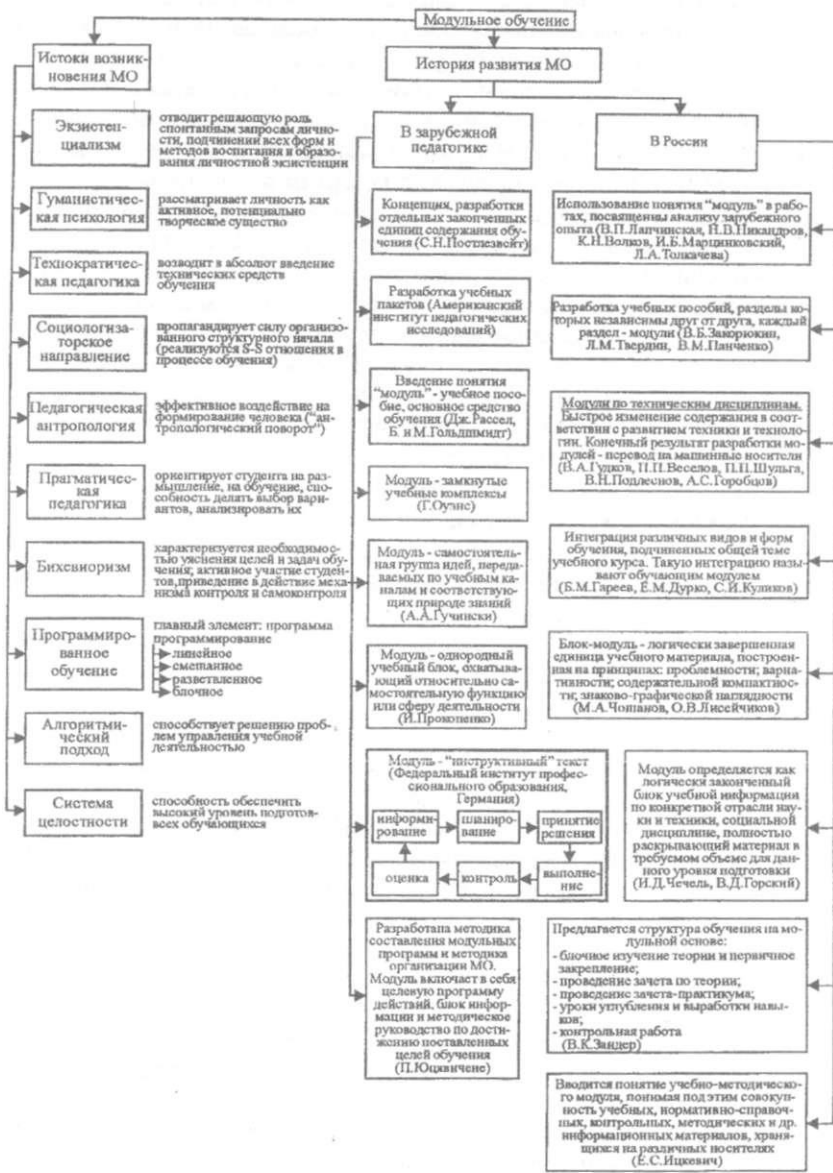 Модульное обучение
Истоки возник-
новения МО
История развития МО
Экзистен-
циализм
отводит решающую роль
спонтанным запросам лично-
сти, подчинении всех форм и
методов воспитания и образо-
вания личностной экзистенции
Гуманистичес-
кая психология
рассматривает личность как
активное, потенциально
творческое существо
Технократичес-
кая педагогика
возводит в абсолют введение
технических средств
обучения
Социологиза-
торское
направление
пропагандирует силу организо-
ванного структурного начала
(реализуются S-S отношения в
процессе обучения)
Педагогическая
антропология
эффективное воздействие на
формирование человека ("ан-
тропологический поворот")
Прагматичес-
кая
педагогика
ориентирует студента на раз-
мышление, на обучение, спо-
собность делать выбор вари-
антов, анализировать их
Бихевиоризм
характеризуется необходимос-
тью уяснения целей и задач обу-
чения; активное участие студен-
тов,приведение в действие меха-
низма контроля и самоконтроля
Программиро-
ванное
обучение
главный элемент: программа
программирование
линейное
смешанное
разветвленное
блочное
Алгоритми-
ческий
подход
способствует решению проб-
лем управления учебной
деятельностью
Система
целостности
способность обеспечить
высокий уровень подготов-
всех обучающихся
В зарубежной
педагогике
Концепция, разработки
отдельных законченных
единиц содержания обуче-
ния (С.Н.Постлезвейт)
Разработка учебных
пакетов (Американский
институт педагогических
исследований)
Введение понятия
"модуль" - учебное посо-
бие, основное средство
обучения (Дж.Рассел,
Б. и М.Гольдшмидт)
Модуль - замкнутые
учебные комплексы
(Г.Оуэнс)
Модуль - самостоятель-
ная группа идей, переда-
ваемых по учебным ка-
налам и соответствую-
щих природе знаний
(А.А.Гучински)
Модуль - однородный
учебный блок, охватыва-
ющий относительно са-
мостоятельную функцию
или сферу деятельности
(И.Прокопенко)
Модуль - "инструктивный" текст
(Федеральный институт профес-
сионального образования,
Германия)
информи-
рование
планиро-
вание
принятие
решения
оценка
контроль
выполне-
ние
Разработана методика
составления модульных
программ и методика
организации МО.
Модуль включает в себя
целевую программу
действий, блок инфор-
мации и методическое
руководство по дости-
жению поставленных
целей обучения
(П.Юцявичене)
В России
Использование понятия "модуль" в рабо-
тах, посвященны анализу зарубежного
опыта (В.П.Лапчинская, Н.В.Никандров,
К.Н.Волков, И.Б.Марцинковский,
Л.А.Толкачева)
Разработка учебных пособий, разделы ко-
торых независимы друг от друга, каждый
раздел - модули (В.Б.Закорюкин,
Л.М.Твердин, В.М.Панченко)
Модули по техническим дисциплинам.
Быстрое изменение содержания в соот-
ветствии с развитием техники и техноло-
гии. Конечный результат разработки мо-
дулей - перевод на машинные носители
(В.А.Гудков, П.П.Веселов, П.П.Шульга,
В.Н.Подлеснов, А.С.Горобцов)
Интеграция различных видов и форм
обучения, подчиненных общей теме
учебного курса. Такую интеграцию назы-
вают обучающим модулем
(Б.М.Гареев, Е.М.Дурко, С.И.Куликов)
Блок-модуль - логически завершенная
единица учебного материала, построен-
ная на принципах: проблемности; вариа-
тивности; содержательной компактнос-
ти; знаково-графической наглядности
(М.А.Чошанов, О.В.Лисейчиков)
Модуль определяется как
логически законченный
блок учебной информации
по конкретной отрасли нау-
ки и техники, социальной
дисциплине, полностью
раскрывающий материал в
требуемом объеме для дан-
ного уровня подготовки
(И.Д.Чечель, В.Д.Горский)
Предлагается структура обучения на мо-
дульной основе:
- блочное изучение теории и первичное
закрепление;
- проведение зачета по теории;
- проведение зачета-практикума;
- уроки углубления и выработки навы-
ков;
- контрольная работа
(В.К.Зандер)
Вводится понятие учебно-методическо-
го модуля, понимая под этим совокуп-
ность учебных, нормативно-справоч-
ных, контрольных, методических и др.
информационных материалов, храня-
щихся на различных носителях
(Е.С.Ицкевич)